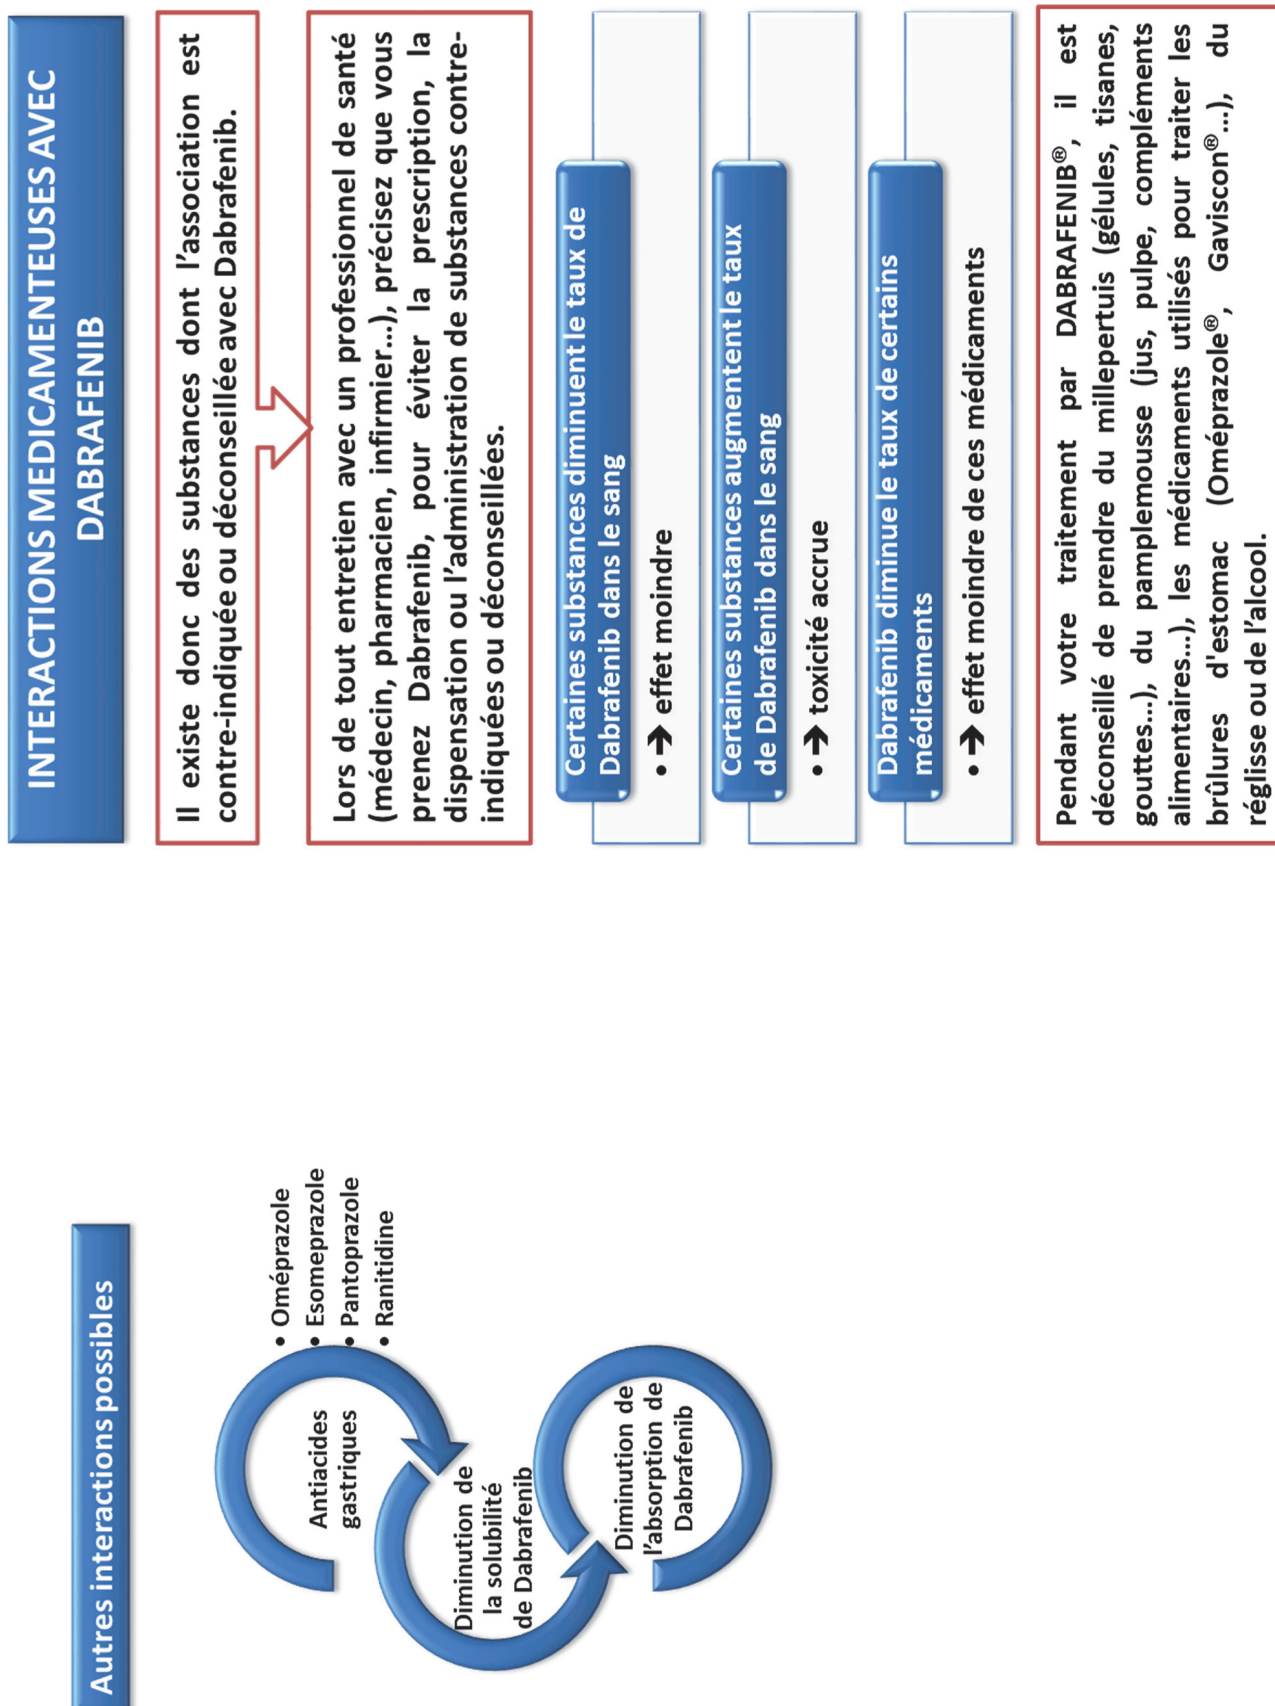 Autres interactions possibles
Antiacides
gastriques
• Oméprazole
• Esomeprazole
• Pantoprazole
• Ranitidine
Diminution de
la solubilité
de Dabrafenib
Diminution de
l'absorption de
Dabrafenib
INTERACTIONS MEDICAMENTEUSES AVEC
DABRAFENIB
Il existe donc des substances dont l'association est
contre-indiquée ou déconseillée avec Dabrafenib.
Lors de tout entretien avec un professionnel de santé
(médecin, pharmacien, infirmier...), précisez que vous
prenez Dabrafenib, pour éviter la prescription, la
dispensation ou l'administration de substances contre-
indiquées ou déconseillées.
Certaines substances diminuent le taux de
Dabrafenib dans le sang
• → effet moindre
Certaines substances augmentent le taux
de Dabrafenib dans le sang
• → toxicité accrue
Dabrafenib diminue le taux de certains
médicaments
• → effet moindre de ces médicaments
Pendant votre traitement par DABRAFENIB®, il est
déconseillé de prendre du millepertuis (gélules, tisanes,
gouttes...), du pamplemousse (jus, pulpe, compléments
alimentaires...), les médicaments utilisés pour traiter les
brûlures d'estomac (Oméprazole®, Gaviscon®...), du
réglisse ou de l'alcool.